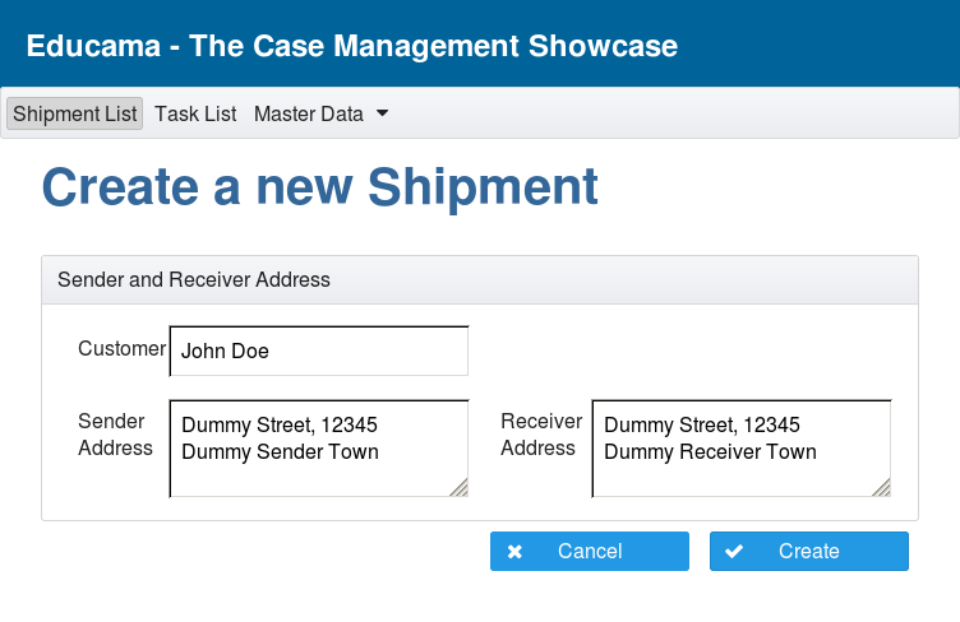 Educama - The Case Management Showcase
Shipment List Task List Master Data
Create a new Shipment
Sender and Receiver Address
Customer John Doe
Sender Address
Dummy Street, 12345
Dummy Sender Town
Receiver Address
Dummy Street, 12345
Dummy Receiver Town
Cancel Create